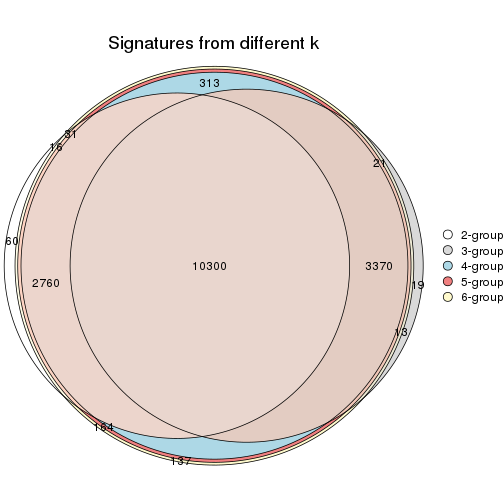 Signatures from different k
313
31
16
21
60
2-group
3-group
4-group
5-group
6-group
10300
3370
2760
19
13
164
137